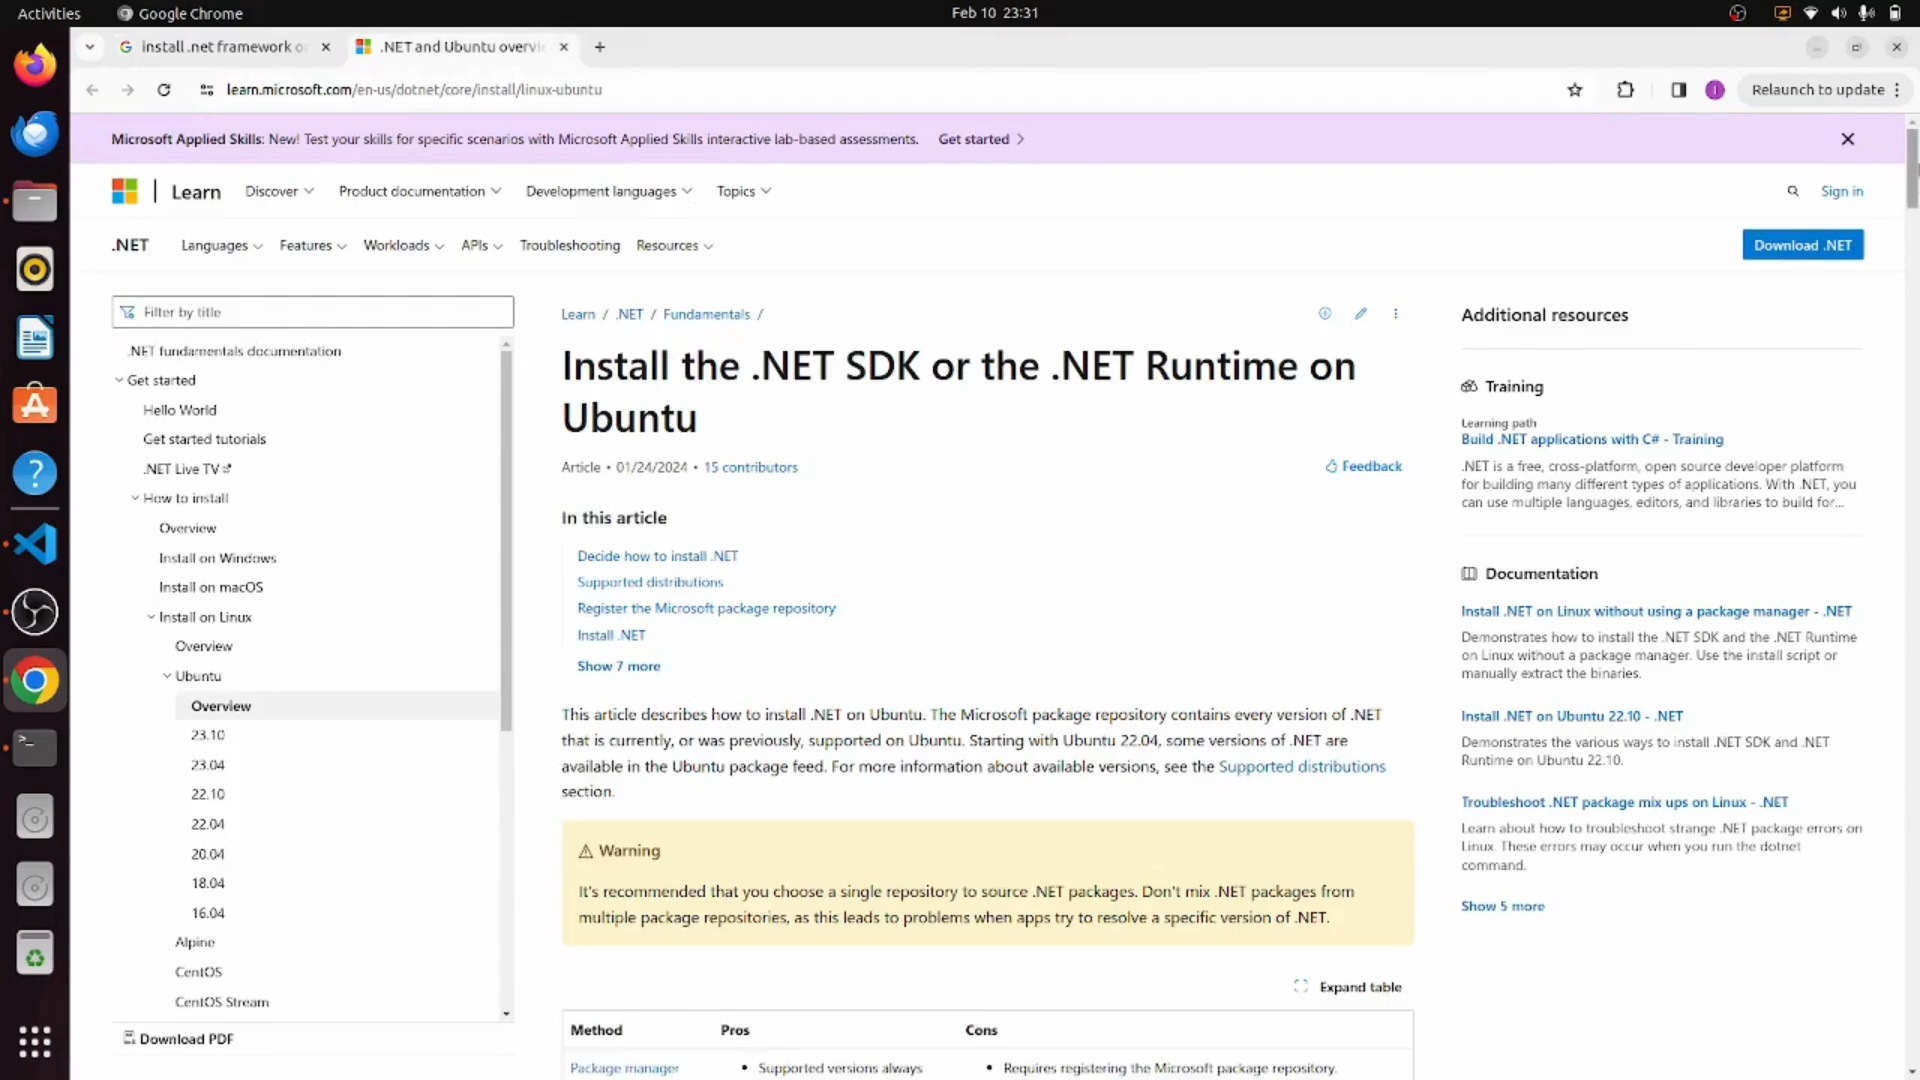 Activities
Google Chrome
Feb 10 23:31
install .net framework o
.NET and Ubuntu overvi
learn.microsoft.com/en-us/dotnet/core/install/linux-ubuntu
Relaunch to update
Microsoft Applied Skills: New! Test your skills for specific scenarios with Microsoft Applied Skills interactive lab-based assessments.
Get started
Learn
Discover
Product documentation
Development languages
Topics
Sign in
.NET
Languages
Features
Workloads
APIs
Troubleshooting
Resources
Download .NET
Filter by title
.NET fundamentals documentation
Get started
Hello World
Get started tutorials
.NET Live TV
How to install
Overview
Install on Windows
Install on macOS
Install on Linux
Overview
Ubuntu
Overview
23.10
23.04
22.10
22.04
20.04
18.04
16.04
Alpine
CentOS
CentOS Stream
Download PDF
Learn / .NET / Fundamentals /
Install the .NET SDK or the .NET Runtime on
Ubuntu
Article • 01/24/2024 • 15 contributors
Feedback
In this article
Decide how to install .NET
Supported distributions
Register the Microsoft package repository
Install .NET
Show 7 more
This article describes how to install .NET on Ubuntu. The Microsoft package repository contains every version of .NET
that is currently, or was previously, supported on Ubuntu. Starting with Ubuntu 22.04, some versions of .NET are
available in the Ubuntu package feed. For more information about available versions, see the Supported distributions
section.
Warning
It's recommended that you choose a single repository to source .NET packages. Don't mix .NET packages from
multiple package repositories, as this leads to problems when apps try to resolve a specific version of .NET.
Expand table
Method Pros Cons
Package manager • Supported versions always • Requires registering the Microsoft package repository.
Additional resources
Training
Learning path
Build .NET applications with C# - Training
.NET is a free, cross-platform, open source developer platform
for building many different types of applications. With .NET, you
can use multiple languages, editors, and libraries to build for...
Documentation
Install .NET on Linux without using a package manager - .NET
Demonstrates how to install the .NET SDK and the .NET Runtime
on Linux without a package manager. Use the install script or
manually extract the binaries.
Install .NET on Ubuntu 22.10 - .NET
Demonstrates the various ways to install .NET SDK and .NET
Runtime on Ubuntu 22.10.
Troubleshoot .NET package mix ups on Linux - .NET
Learn about how to troubleshoot strange .NET package errors on
Linux. These errors may occur when you run the dotnet
command.
Show 5 more